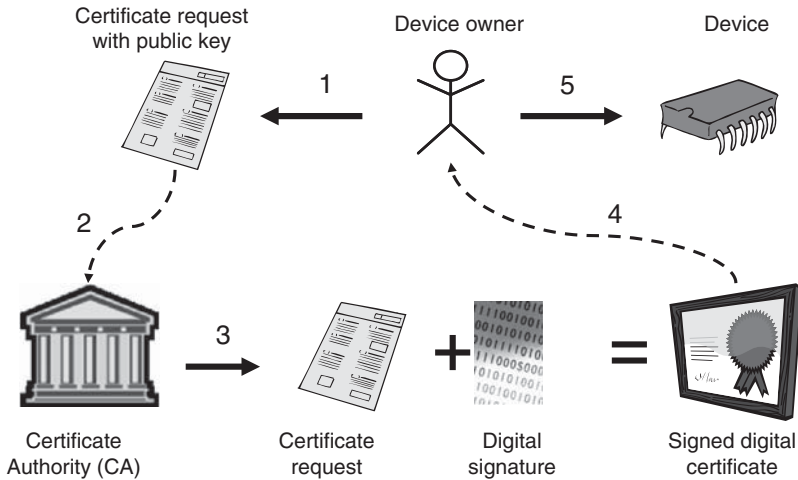 Certificate request
with public key
Device owner
Device
1
5
2
4
3
Certificate
Authority (CA)
Certificate
request
Digital
signature
Signed digital
certificate